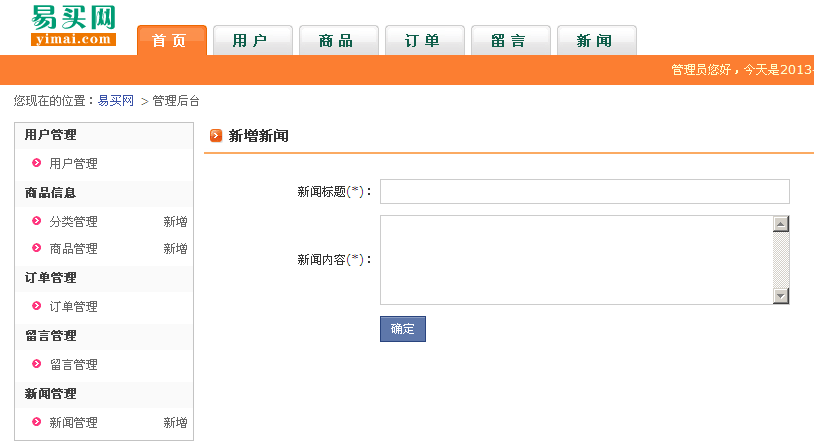 易买网
yimai.com
首 页 用 户 商 品 订 单 留 言 新 闻
管理员您好，今天是2013-
您现在的位置：易买网 > 管理后台
用户管理
用户管理
商品信息
分类管理 新增
商品管理 新增
订单管理
订单管理
留言管理
留言管理
新闻管理
新闻管理 新增
新增新闻
新闻标题(*)：
新闻内容(*)：
确定